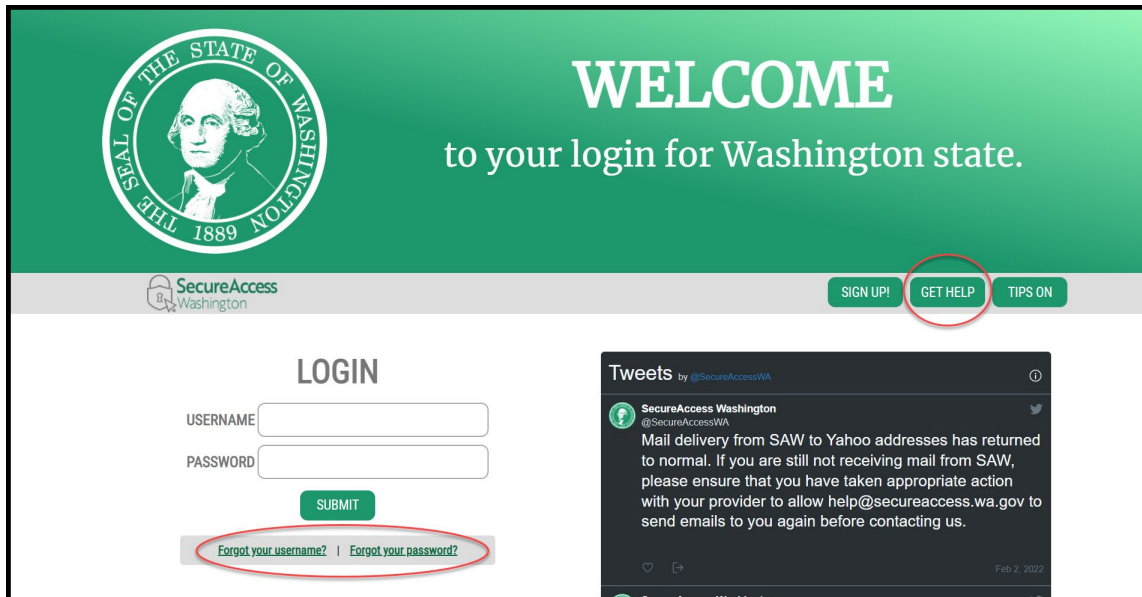 THE SEAL OF THE STATE OF WASHINGTON
1889
WELCOME
to your login for Washington state.
SecureAccess
Washington
SIGN UP!
GET HELP
TIPS ON
LOGIN
USERNAME
PASSWORD
SUBMIT
Forgot your username? | Forgot your password?
Tweets by @SecureAccessWA
SecureAccess Washington
@SecureAccessWA
Mail delivery from SAW to Yahoo addresses has returned
to normal. If you are still not receiving mail from SAW,
please ensure that you have taken appropriate action
with your provider to allow help@secureaccess.wa.gov to
send emails to you again before contacting us.
Feb 2, 2022